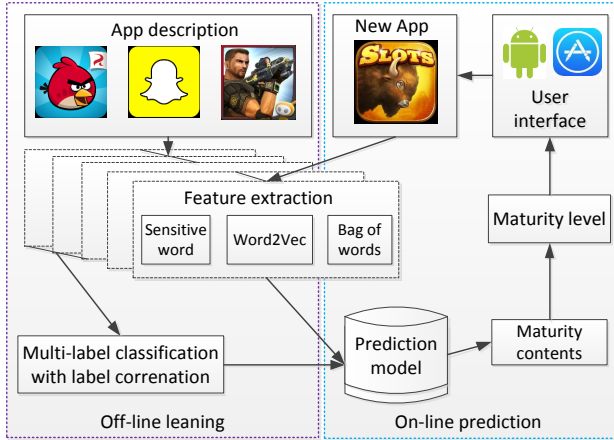 App description
New App
SLOTS
User
interface
Feature extraction
Sensitive
word
Word2Vec
Bag of
words
Maturity level
Multi-label classification
with label correnation
Prediction
model
Maturity
contents
Off-line leaning
On-line prediction